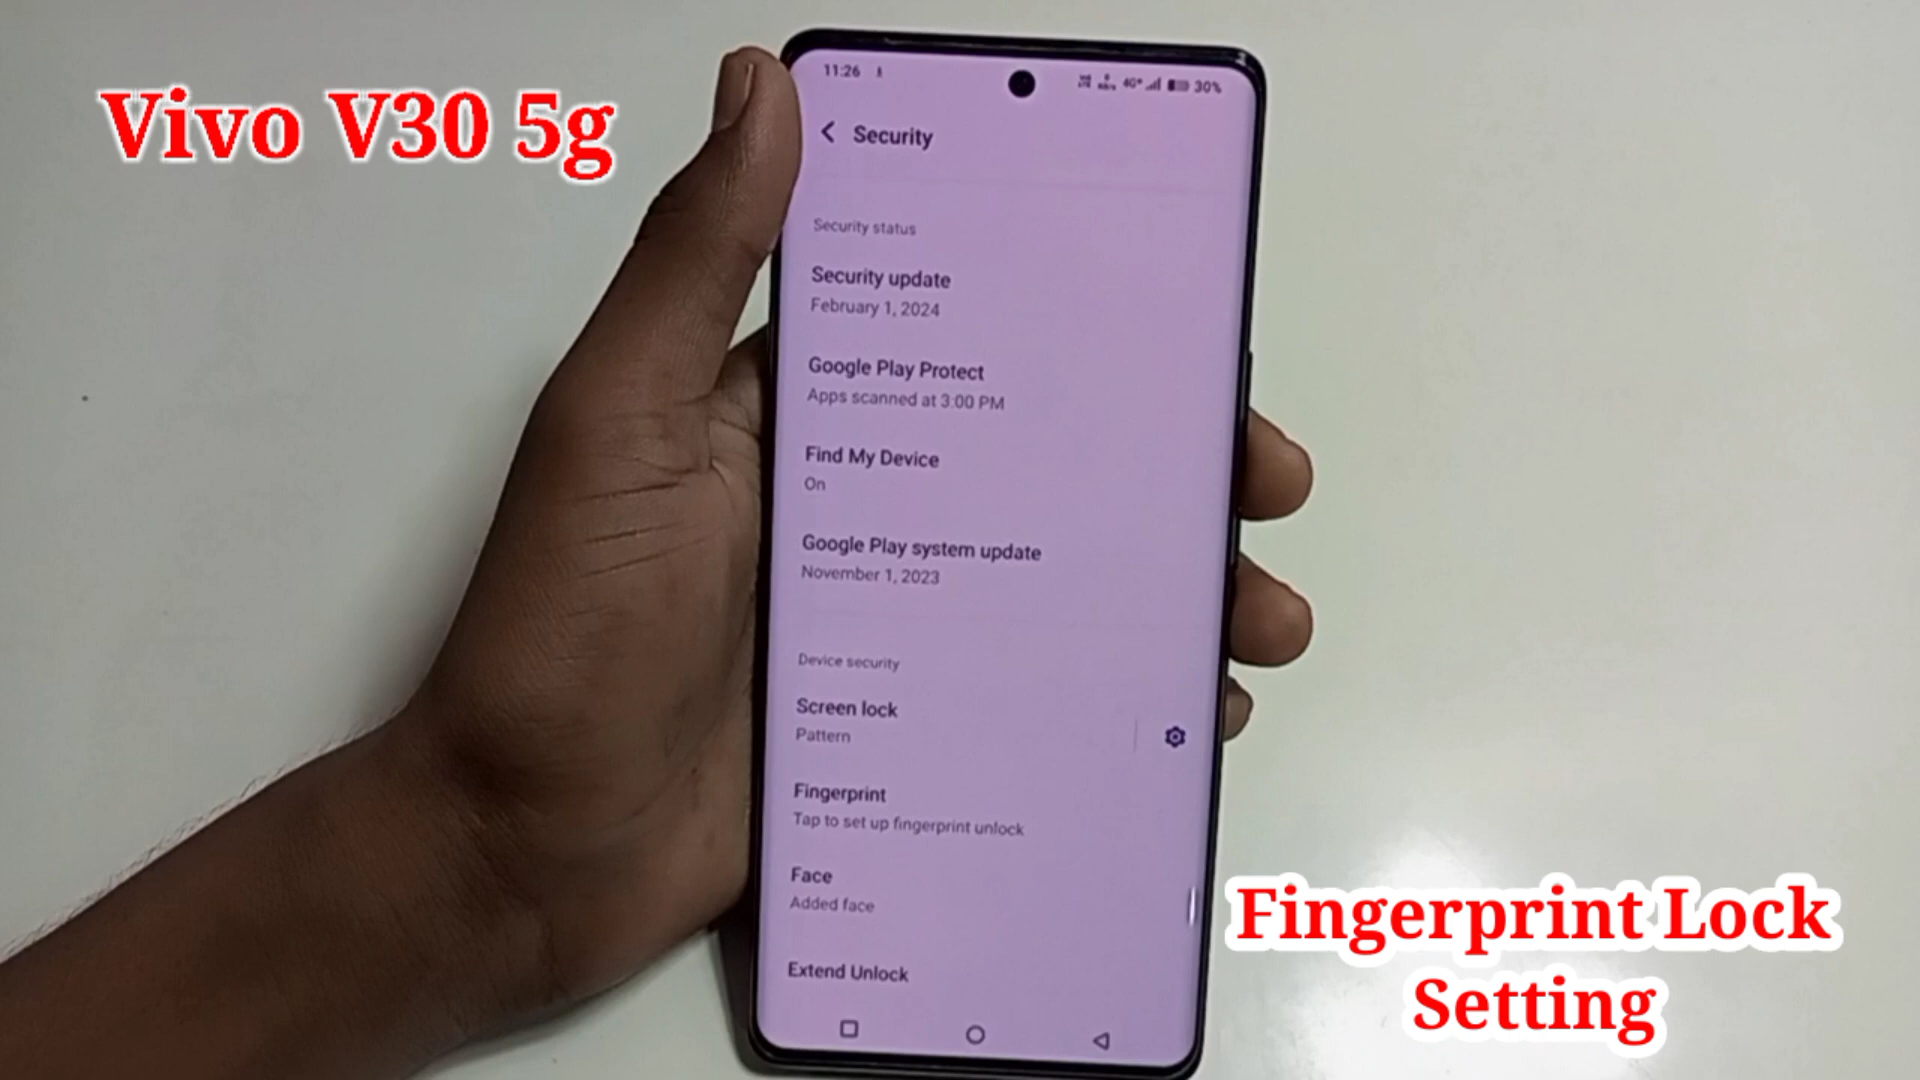 Vivo V30 5g
11:26
4G+ 30%
Security
Security status
Security update
February 1, 2024
Google Play Protect
Apps scanned at 3:00 PM
Find My Device
On
Google Play system update
November 1, 2023
Device security
Screen lock
Pattern
Fingerprint
Tap to set up fingerprint unlock
Face
Added face
Extend Unlock
Fingerprint Lock
Setting